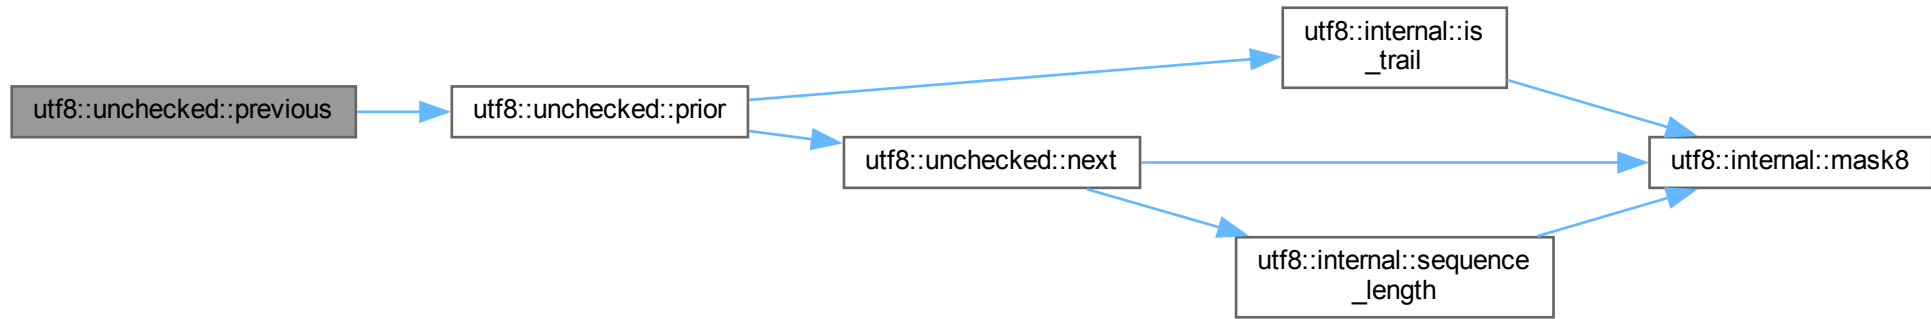 utf8::unchecked::previous
utf8::unchecked::prior
utf8::internal::is
_trail
utf8::unchecked::next
utf8::internal::sequence
_length
utf8::internal::mask8